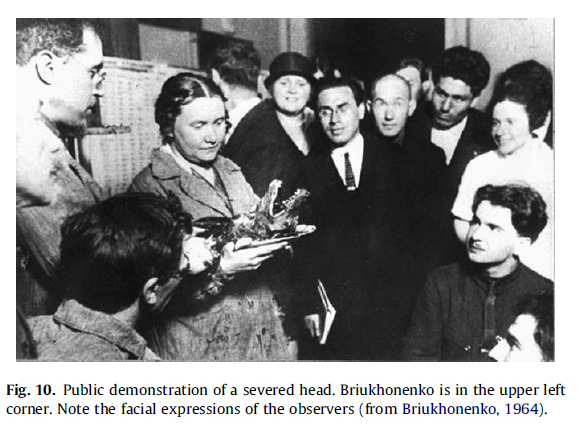 Fig. 10. Public demonstration of a severed head. Briukhonenko is in the upper left
corner. Note the facial expressions of the observers (from Briukhonenko, 1964).